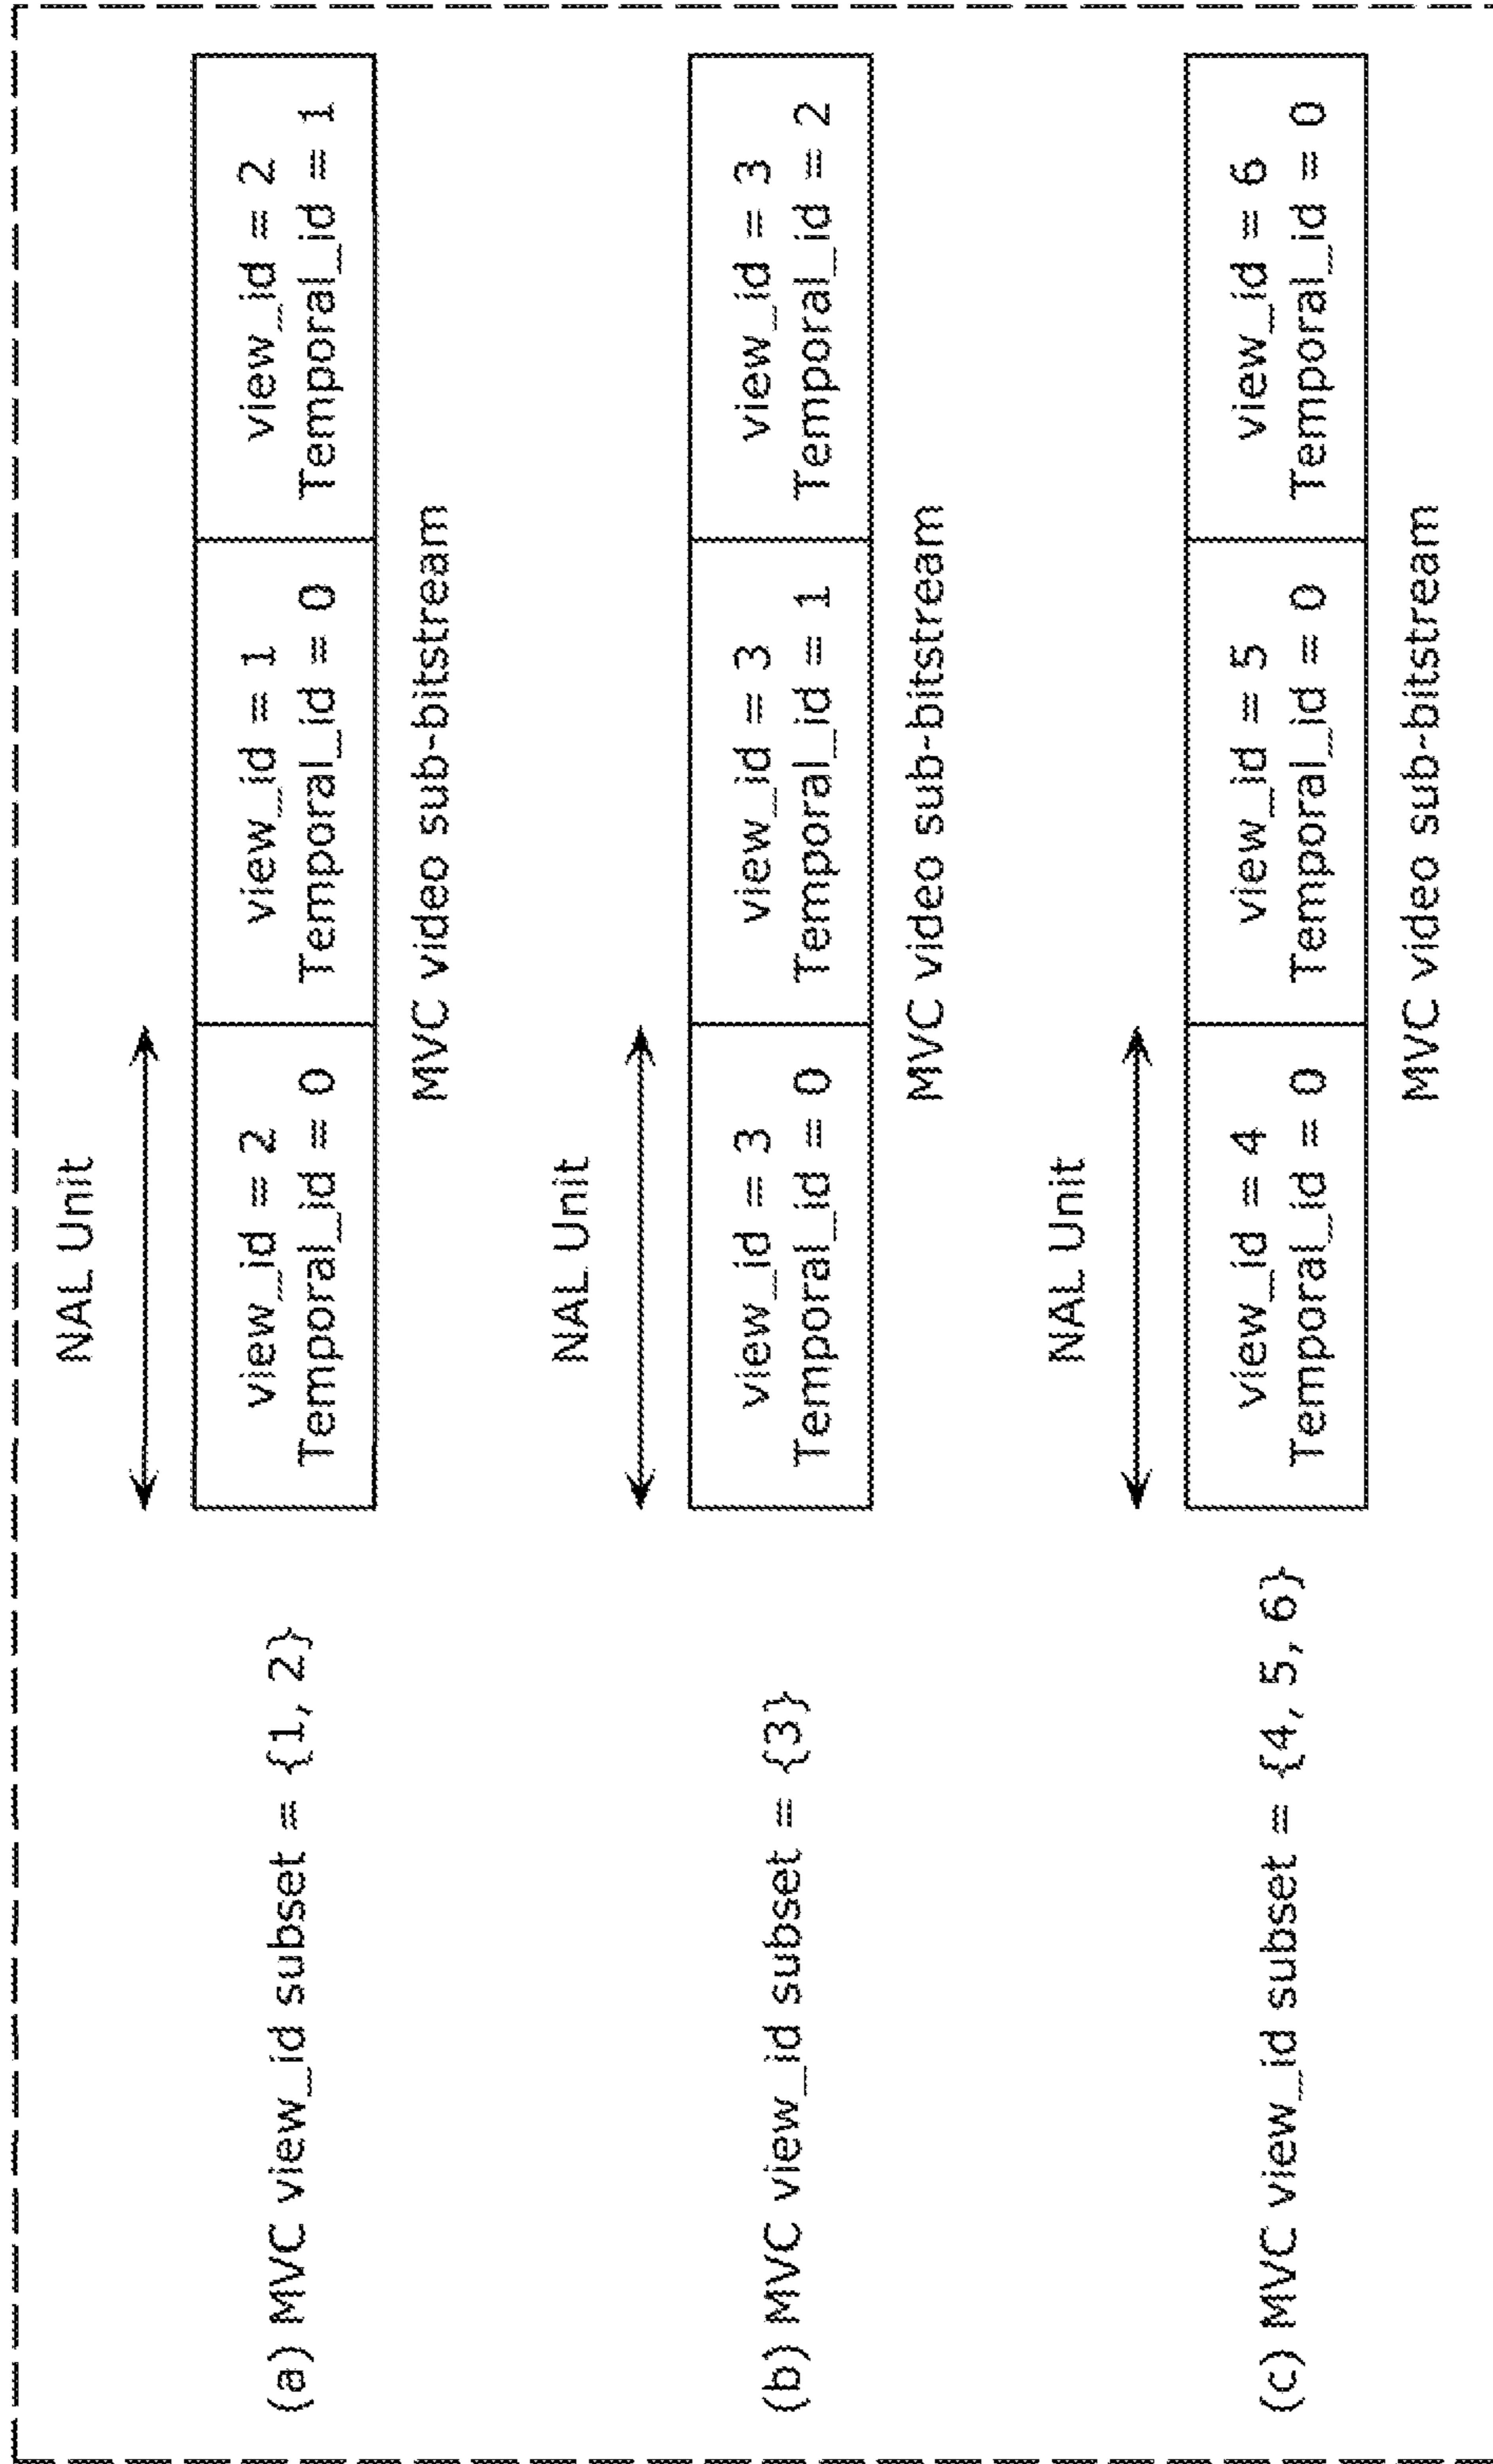 NAL Unit
(a) MVC view_id subset = {1, 2}
view_id = 2
Temporal_id = 0
view_id = 1
Temporal_id = 0
view_id = 2
Temporal_id = 1
MVC video sub-bitstream
NAL Unit
(b) MVC view_id subset = {3}
view_id = 3
Temporal_id = 0
view_id = 3
Temporal_id = 1
view_id = 3
Temporal_id = 2
MVC video sub-bitstream
NAL Unit
(c) MVC view_id subset = {4, 5, 6}
view_id = 4
Temporal_id = 0
view_id = 5
Temporal_id = 0
view_id = 6
Temporal_id = 0
MVC video sub-bitstream